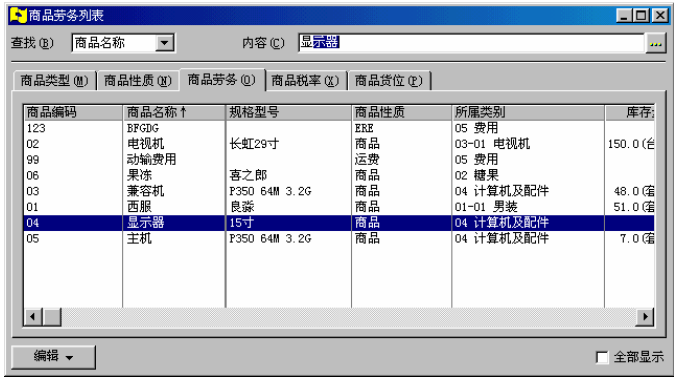 商品劳务列表
查找(B) 商品名称 内容(C) 显示器 ...
商品类型(M) 商品性质(N) 商品劳务(O) 商品税率(X) 商品货位(P)
商品编码 商品名称↑ 规格型号 商品性质 所属类别 库存
123 BFGDG ERE 05 费用
02 电视机 长虹29寸 商品 03-01 电视机 150.0(台
99 动输费用 运费 05 费用
06 果冻 喜之郎 商品 02 糖果
03 兼容机 P350 64M 3.2G 商品 04 计算机及配件 48.0(套
01 西服 良淼 商品 01-01 男装 51.0(套
04 显示器 15寸 商品 04 计算机及配件
05 主机 P350 64M 3.2G 商品 04 计算机及配件 7.0(套
编辑 全部显示